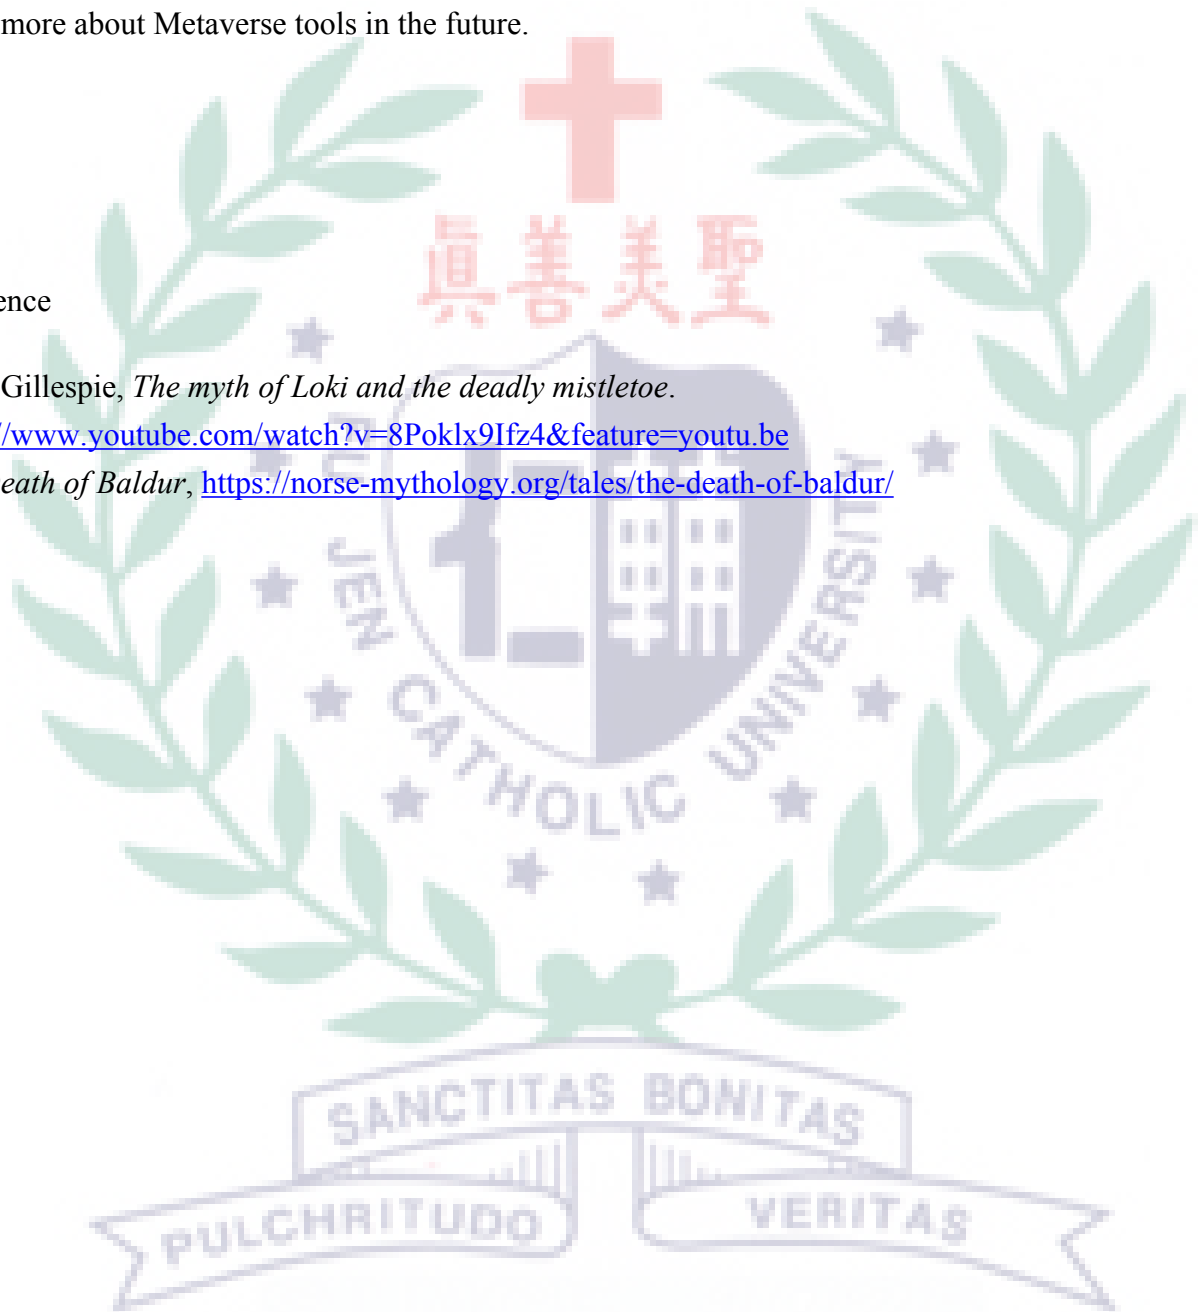 more about Metaverse tools in the future.
眞善美聖
ence
Gillespie, The myth of Loki and the deadly mistletoe.
//www.youtube.com/watch?v=8Poklx9Ifz4&feature=youtu.be
eath of Baldur, https://norse-mythology.org/tales/the-death-of-baldur/
FU JEN CATHOLIC UNIVERSITY
SANCTITAS BONITAS
PULCHRITUDO VERITAS